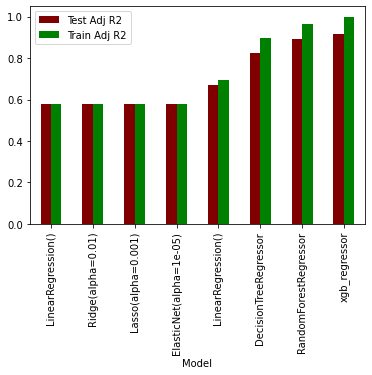 Test Adj R2
Train Adj R2
1.0
0.8
0.6
0.4
0.2
0.0
LinearRegression()
Ridge(alpha=0.01)
Lasso(alpha=0.001)
ElasticNet(alpha=1e-05)
LinearRegression()
DecisionTreeRegressor
RandomForestRegressor
xgb_regressor
Model